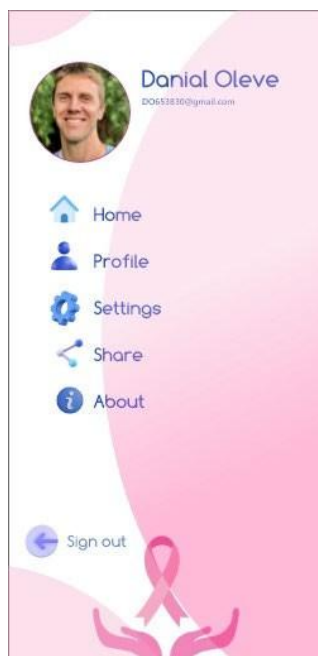 Danial Oleve
DO653830@gmail.com
Home
Profile
Settings
Share
About
Sign out